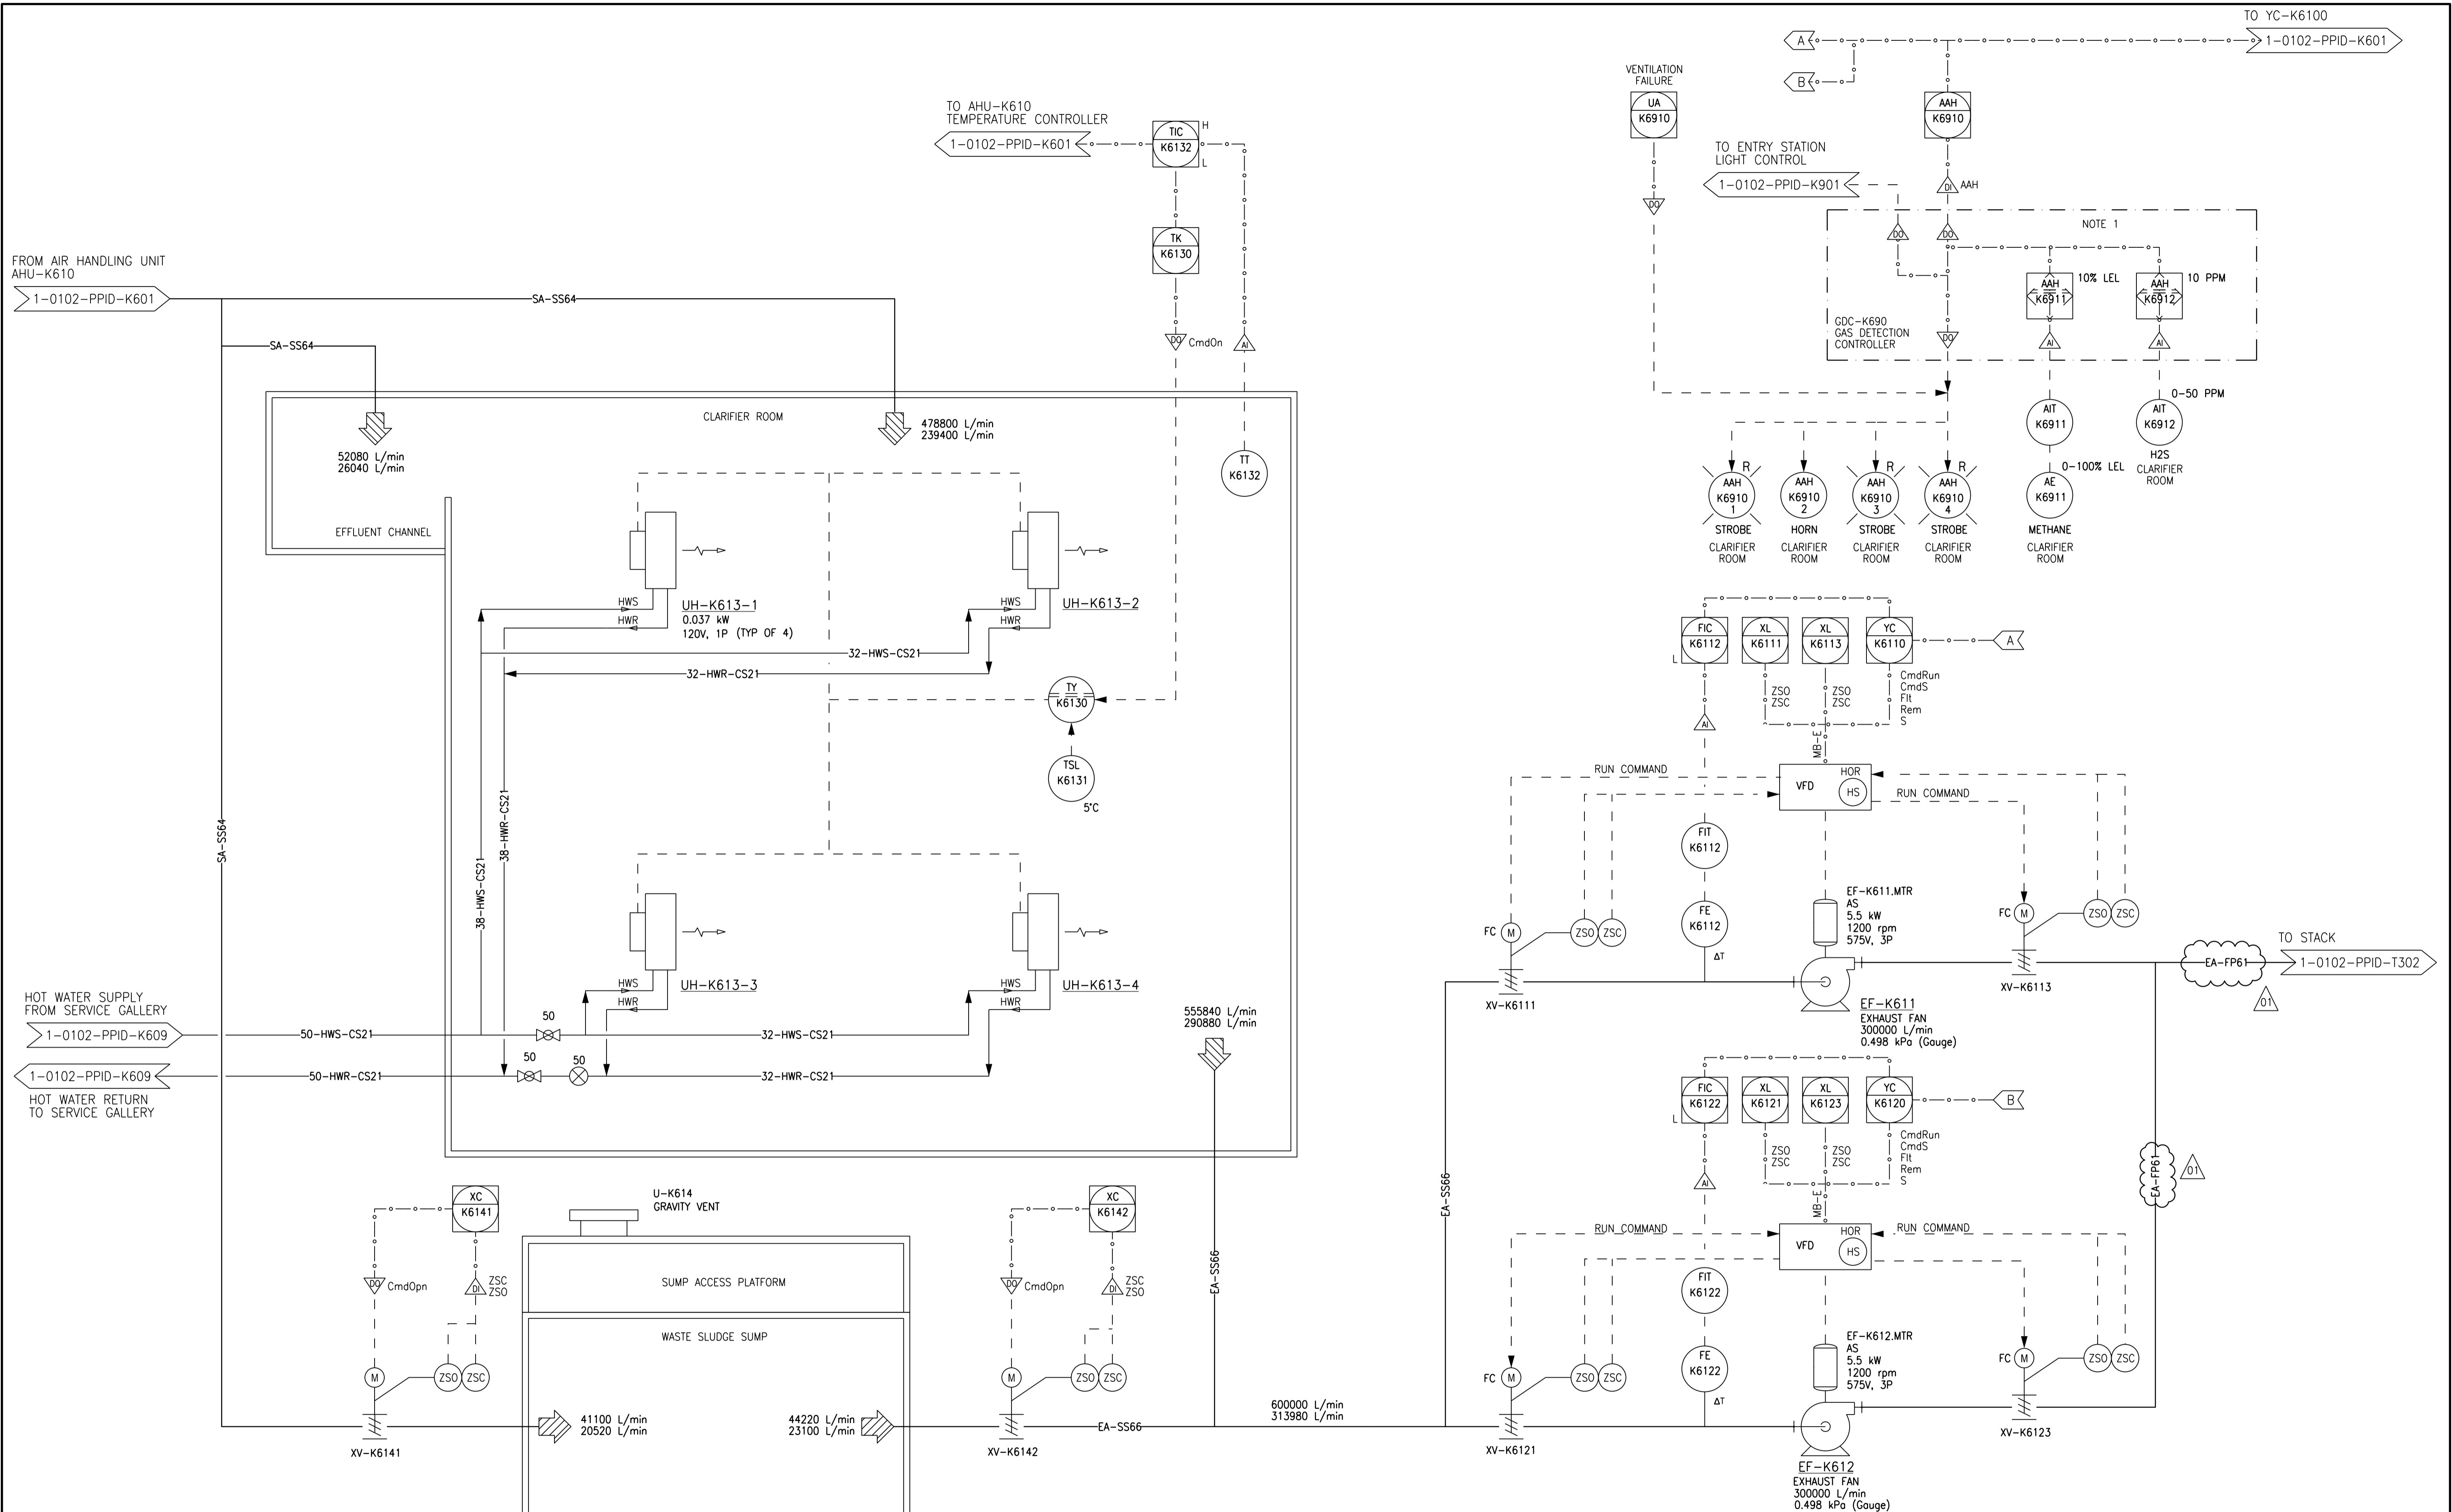 TO YC-K6100
1-0102-PPID-K601
A
B
VENTILATION
FAILURE
UA
K6910
AAH
K6910
TO ENTRY STATION
LIGHT CONTROL
1-0102-PPID-K901
DI
AAH
DO
NOTE 1
DO
DO
AAH
K6911
10% LEL
AAH
K6912
10 PPM
GDC-K690
GAS DETECTION
CONTROLLER
DO
AI
AI
0-50 PPM
AIT
K6911
AIT
K6912
H2S
CLARIFIER
ROOM
0-100% LEL
AE
K6911
METHANE
CLARIFIER
ROOM
R
AAH
K6910
1
STROBE
CLARIFIER
ROOM
AAH
K6910
2
HORN
CLARIFIER
ROOM
R
AAH
K6910
3
STROBE
CLARIFIER
ROOM
R
AAH
K6910
4
STROBE
CLARIFIER
ROOM
TO AHU-K610
TEMPERATURE CONTROLLER
1-0102-PPID-K601
TIC
K6132
H
L
TK
K6130
DO
CmdOn
AI
TT
K6132
FROM AIR HANDLING UNIT
AHU-K610
1-0102-PPID-K601
SA-SS64
SA-SS64
SA-SS64
CLARIFIER ROOM
52080 L/min
26040 L/min
478800 L/min
239400 L/min
EFFLUENT CHANNEL
HWS
HWR
UH-K613-1
0.037 kW
120V, 1P (TYP OF 4)
HWS
HWR
UH-K613-2
32-HWS-CS21
32-HWR-CS21
TY
K6130
TSL
K6131
5°C
38-HWS-CS21
38-HWR-CS21
HWS
HWR
UH-K613-3
HWS
HWR
UH-K613-4
HOT WATER SUPPLY
FROM SERVICE GALLERY
1-0102-PPID-K609
50-HWS-CS21
50
32-HWS-CS21
1-0102-PPID-K609
50-HWR-CS21
50
50
32-HWR-CS21
HOT WATER RETURN
TO SERVICE GALLERY
555840 L/min
290880 L/min
EA-SS66
XC
K6141
DO
CmdOpn
DI
ZSC
ZSO
M
ZSO
ZSC
XV-K6141
U-K614
GRAVITY VENT
SUMP ACCESS PLATFORM
WASTE SLUDGE SUMP
41100 L/min
20520 L/min
44220 L/min
23100 L/min
XC
K6142
DO
CmdOpn
DI
ZSC
ZSO
M
ZSO
ZSC
XV-K6142
EA-SS66
600000 L/min
313980 L/min
EA-SS66
FIC
K6112
L
XL
K6111
XL
K6113
YC
K6110
A
ZSO
ZSC
ZSO
ZSC
CmdRun
CmdS
Flt
Rem
S
AI
MB-E
RUN COMMAND
VFD
HOR
HS
RUN COMMAND
FIT
K6112
FE
K6112
ΔT
FC
M
ZSO
ZSC
XV-K6111
EF-K611.MTR
AS
5.5 kW
1200 rpm
575V, 3P
EF-K611
EXHAUST FAN
300000 L/min
0.498 kPa (Gauge)
FC
M
ZSO
ZSC
XV-K6113
EA-FP61
01
TO STACK
1-0102-PPID-T302
FIC
K6122
L
XL
K6121
XL
K6123
YC
K6120
B
ZSO
ZSC
ZSO
ZSC
CmdRun
CmdS
Flt
Rem
S
AI
MB-E
RUN COMMAND
VFD
HOR
HS
RUN COMMAND
EA-FP61
01
FIT
K6122
FE
K6122
ΔT
FC
M
ZSO
ZSC
XV-K6121
EF-K612.MTR
AS
5.5 kW
1200 rpm
575V, 3P
EF-K612
EXHAUST FAN
300000 L/min
0.498 kPa (Gauge)
FC
M
ZSO
ZSC
XV-K6123